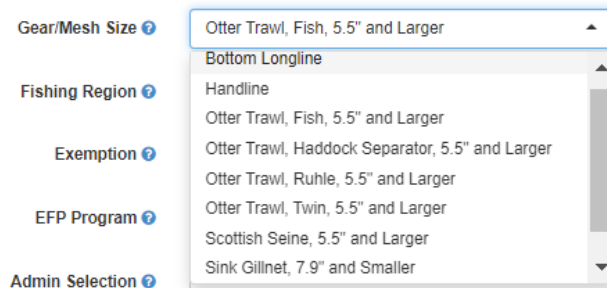 Gear/Mesh Size
Otter Trawl, Fish, 5.5" and Larger
Bottom Longline
Fishing Region
Handline
Otter Trawl, Fish, 5.5" and Larger
Exemption
Otter Trawl, Haddock Separator, 5.5" and Larger
Otter Trawl, Ruhle, 5.5" and Larger
EFP Program
Otter Trawl, Twin, 5.5" and Larger
Scottish Seine, 5.5" and Larger
Admin Selection
Sink Gillnet, 7.9" and Smaller